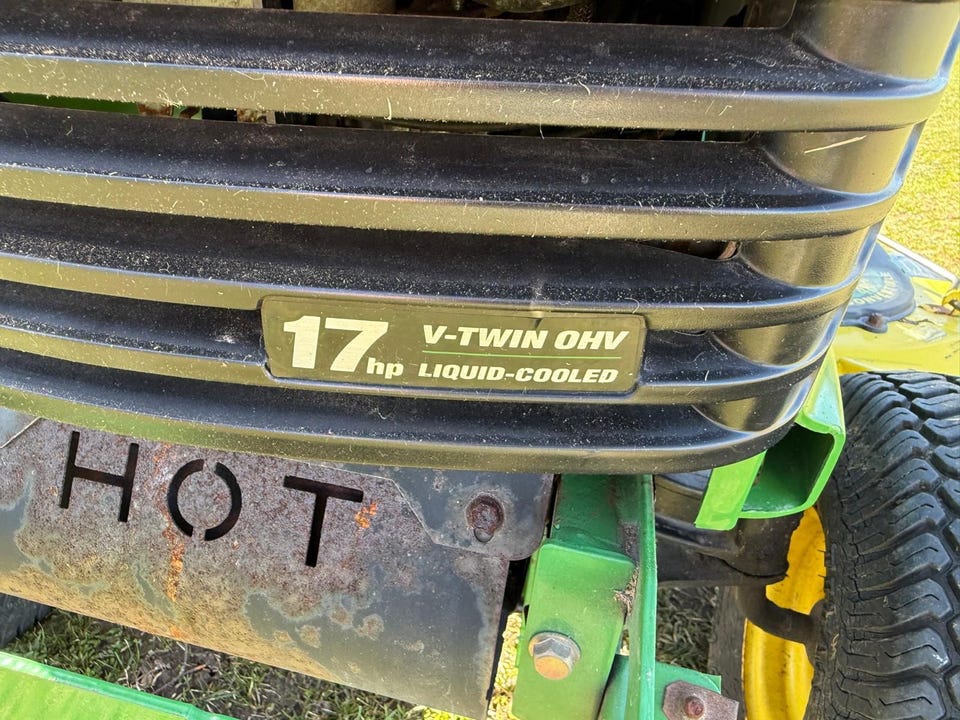 17 hp V-TWIN OHV
LIQUID-COOLED
HOT